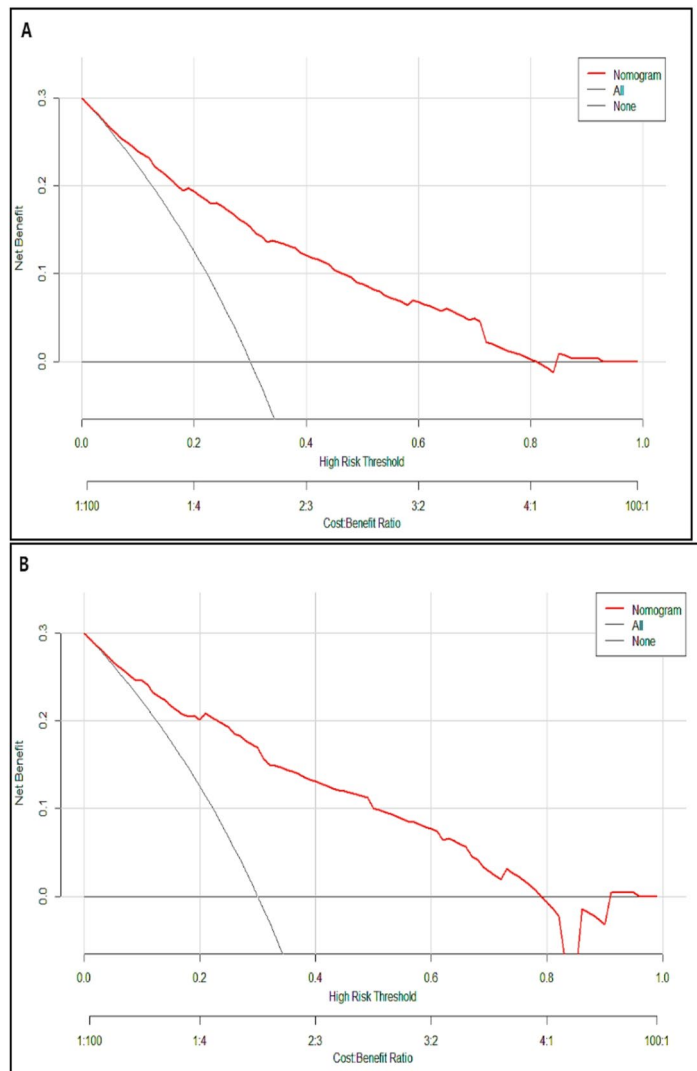 A
Nomogram
All
None
0.3
0.2
0.1
0.0
Net Benefit
0.0 0.2 0.4 0.6 0.8 1.0
High Risk Threshold
1:100 1:4 2:3 3:2 4:1 100:1
Cost:Benefit Ratio
B
Nomogram
All
None
0.3
0.2
0.1
0.0
Net Benefit
0.0 0.2 0.4 0.6 0.8 1.0
High Risk Threshold
1:100 1:4 2:3 3:2 4:1 100:1
Cost:Benefit Ratio